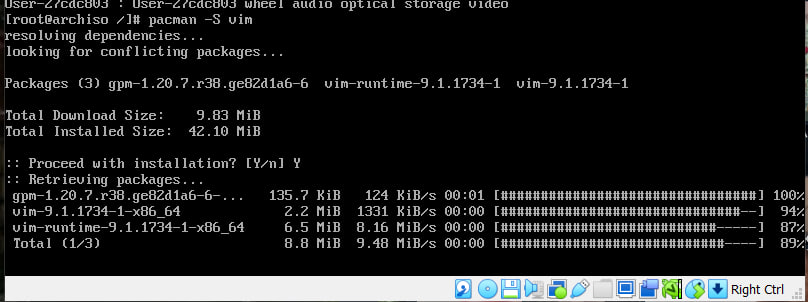 User-27cdc803 : User-27cdc803 wheel audio optical storage video
[root@archiso /]# pacman -S vim
resolving dependencies...
looking for conflicting packages...
Packages (3) gpm-1.20.7.r38.ge82d1a6-6  vim-runtime-9.1.1734-1  vim-9.1.1734-1
Total Download Size:    9.83 MiB
Total Installed Size:  42.10 MiB
:: Proceed with installation? [Y/n] Y
:: Retrieving packages...
 gpm-1.20.7.r38.ge82d1a6-6-...   135.7 KiB   124 KiB/s 00:01 [##################################] 100%
 vim-9.1.1734-1-x86_64             2.2 MiB  1331 KiB/s 00:00 [################################--]  94%
 vim-runtime-9.1.1734-1-x86_64     6.5 MiB  8.16 MiB/s 00:00 [#############################-----]  87%
 Total (1/3)                       8.8 MiB  9.48 MiB/s 00:00 [##############################----]  89%
Right Ctrl